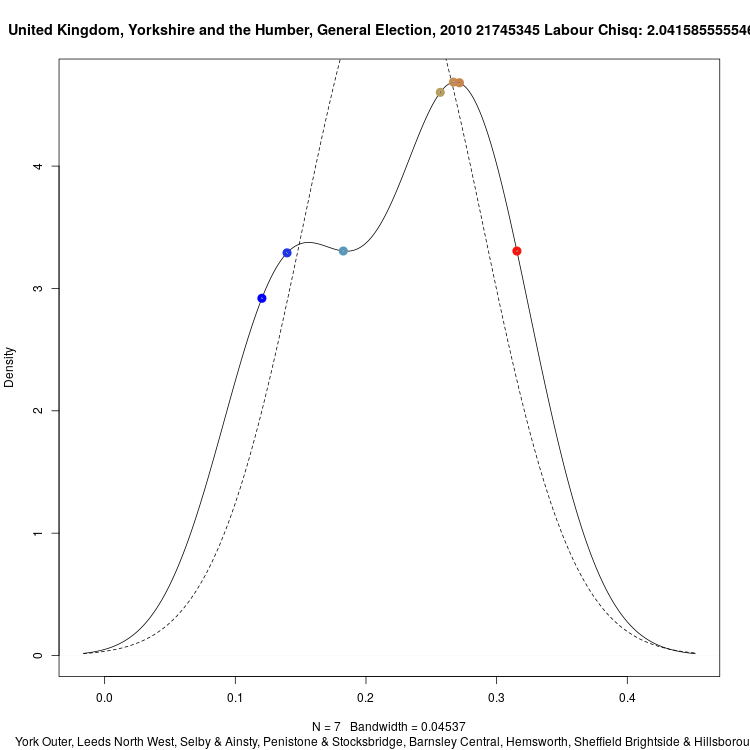 United Kingdom, Yorkshire and the Humber, General Election, 2010 21745345 Labour Chisq: 2.04158555554
Density
4
3
2
1
0
0.0 0.1 0.2 0.3 0.4
N = 7 Bandwidth = 0.04537
York Outer, Leeds North West, Selby & Ainsty, Penistone & Stocksbridge, Barnsley Central, Hemsworth, Sheffield Brightside & Hillsborou